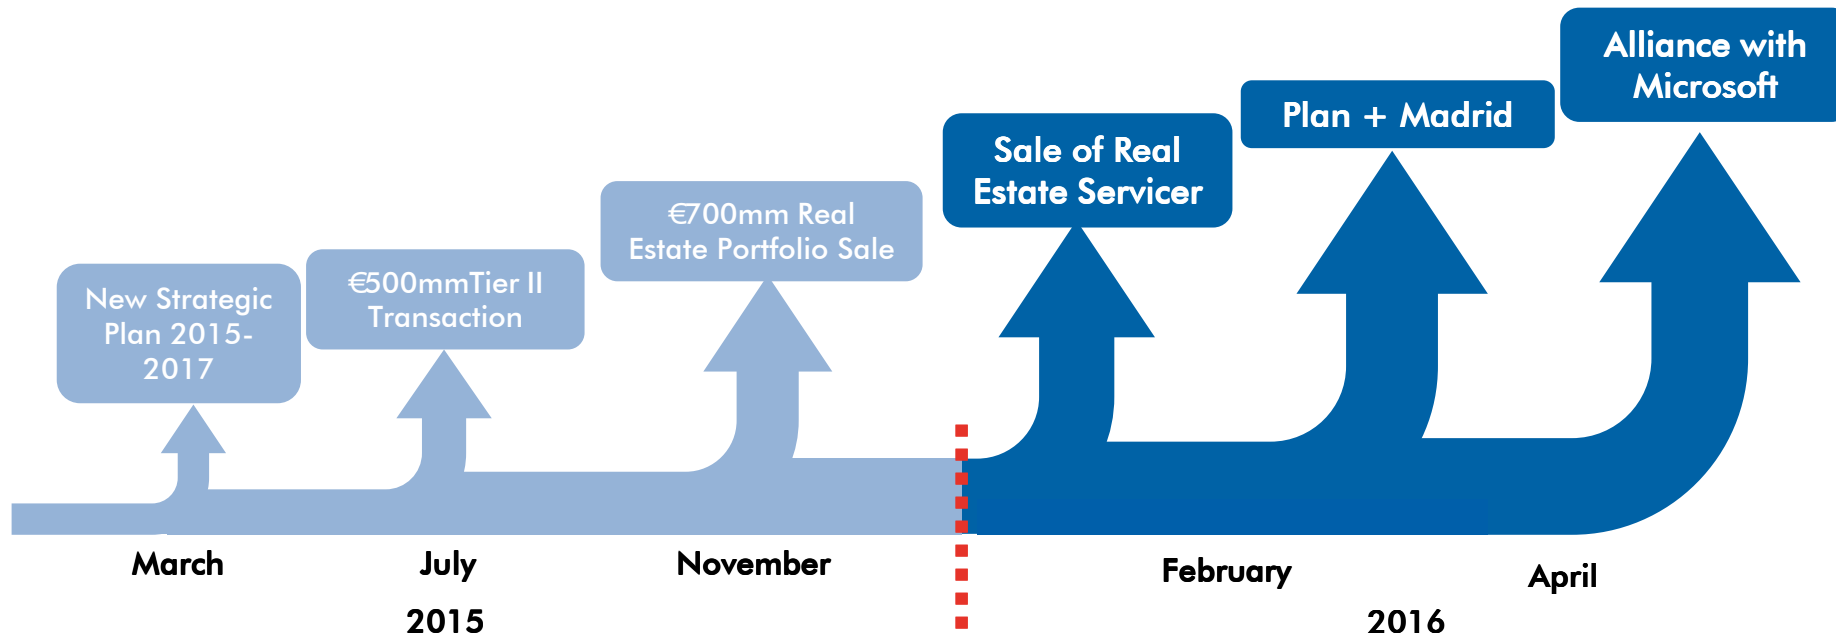 New Strategic
Plan 2015-
2017
€500mmTier II
Transaction
€700mm Real
Estate Portfolio Sale
Sale of Real
Estate Servicer
Plan + Madrid
Alliance with
Microsoft
March
July
November
February
April
2015
2016